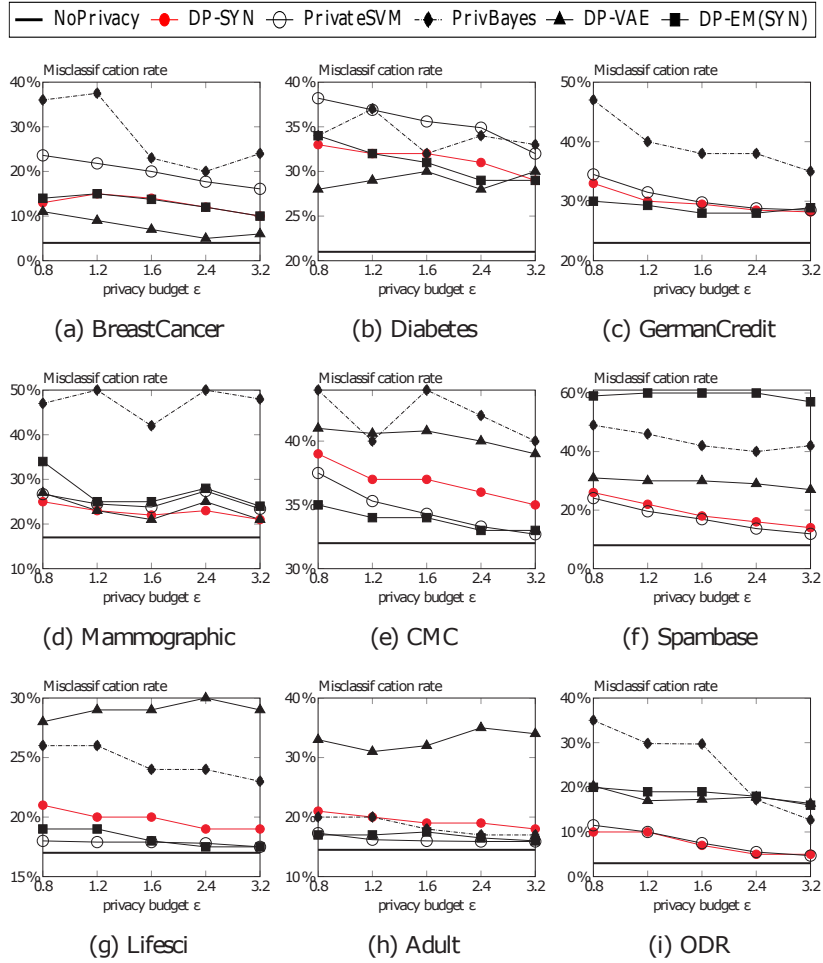 NoPrivacy DP-SYN PrivateSVM PrivBayes DP-VAE DP-EM(SYN)
Misclassif cation rate
40%
30%
20%
10%
0%
0.8 1.2 1.6 2.4 3.2
privacy budget ε
(a) BreastCancer
Misclassif cation rate
40%
35%
30%
25%
20%
0.8 1.2 1.6 2.4 3.2
privacy budget ε
(b) Diabetes
Misclassif cation rate
50%
40%
30%
20%
0.8 1.2 1.6 2.4 3.2
privacy budget ε
(c) GermanCredit
Misclassif cation rate
50%
30%
20%
10%
0.8 1.2 1.6 2.4 3.2
privacy budget ε
(d) Mammographic
Misclassif cation rate
40%
35%
30%
0.8 1.2 1.6 2.4 3.2
privacy budget ε
(e) CMC
Misclassif cation rate
60%
40%
20%
0%
0.8 1.2 1.6 2.4 3.2
privacy budget ε
(f) Spambase
Misclassif cation rate
30%
20%
15%
0.8 1.2 1.6 2.4 3.2
privacy budget ε
(g) Lifesci
Misclassif cation rate
40%
30%
20%
10%
0.8 1.2 1.6 2.4 3.2
privacy budget ε
(h) Adult
Misclassif cation rate
40%
30%
20%
10%
0%
0.8 1.2 1.6 2.4 3.2
privacy budget ε
(i) ODR